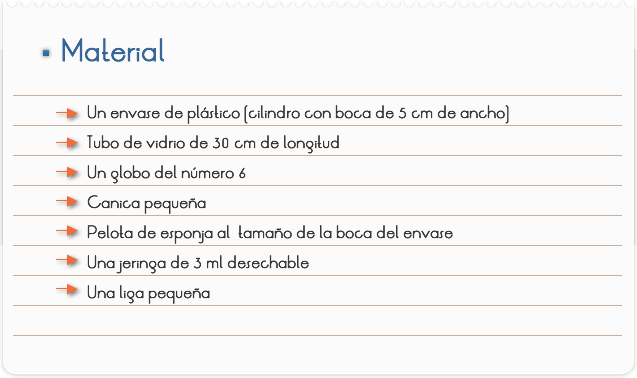 Material
Un envase de plástico (cilindro con boca de 5 cm de ancho)
Tubo de vidrio de 30 cm de longitud
Un globo del número 6
Canica pequeña
Pelota de esponja al tamaño de la boca del envase
Una jeringa de 3 ml desechable
Una liga pequeña